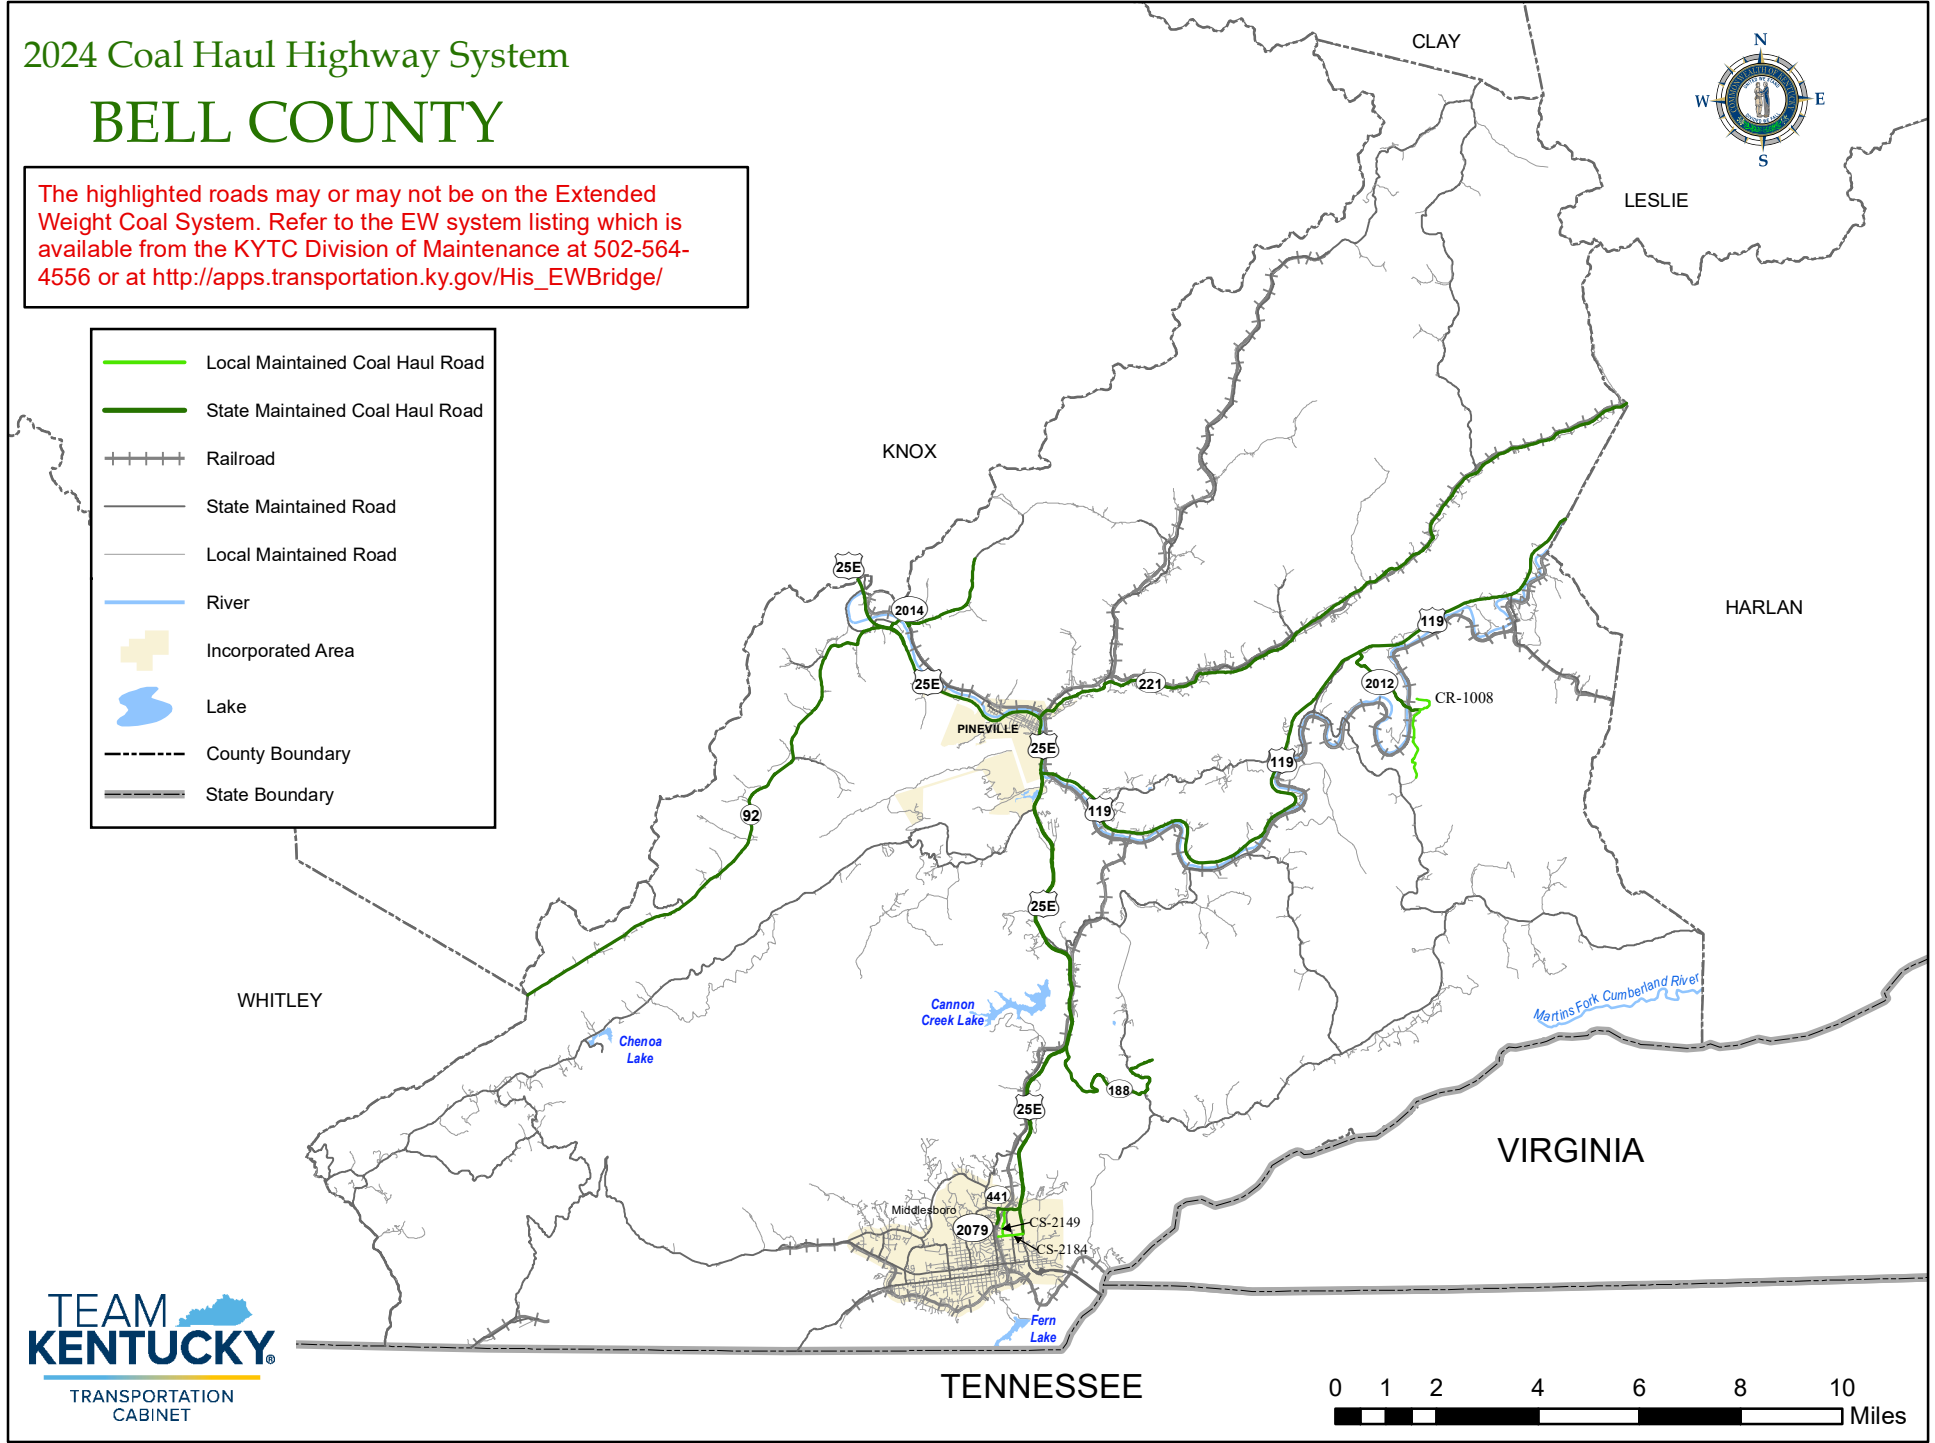 2024 Coal Haul Highway System
BELL COUNTY
The highlighted roads may or may not be on the Extended
Weight Coal System. Refer to the EW system listing which is
available from the KYTC Division of Maintenance at 502-564-
4556 or at http://apps.transportation.ky.gov/His_EWBridge/
Local Maintained Coal Haul Road
State Maintained Coal Haul Road
Railroad
State Maintained Road
Local Maintained Road
River
Incorporated Area
Lake
County Boundary
State Boundary
CLAY
N
W
E
S
LESLIE
KNOX
HARLAN
WHITLEY
25E
2014
25E
221
119
2012
CR-1008
PINEVILLE
25E
119
119
92
25E
Cannon
Creek Lake
Chenoa
Lake
Martins Fork Cumberland River
188
25E
VIRGINIA
441
Middlesboro
2079
CS-2149
CS-2184
Fern
Lake
TENNESSEE
TEAM
KENTUCKY®
TRANSPORTATION
CABINET
0 1 2 4 6 8 10
Miles